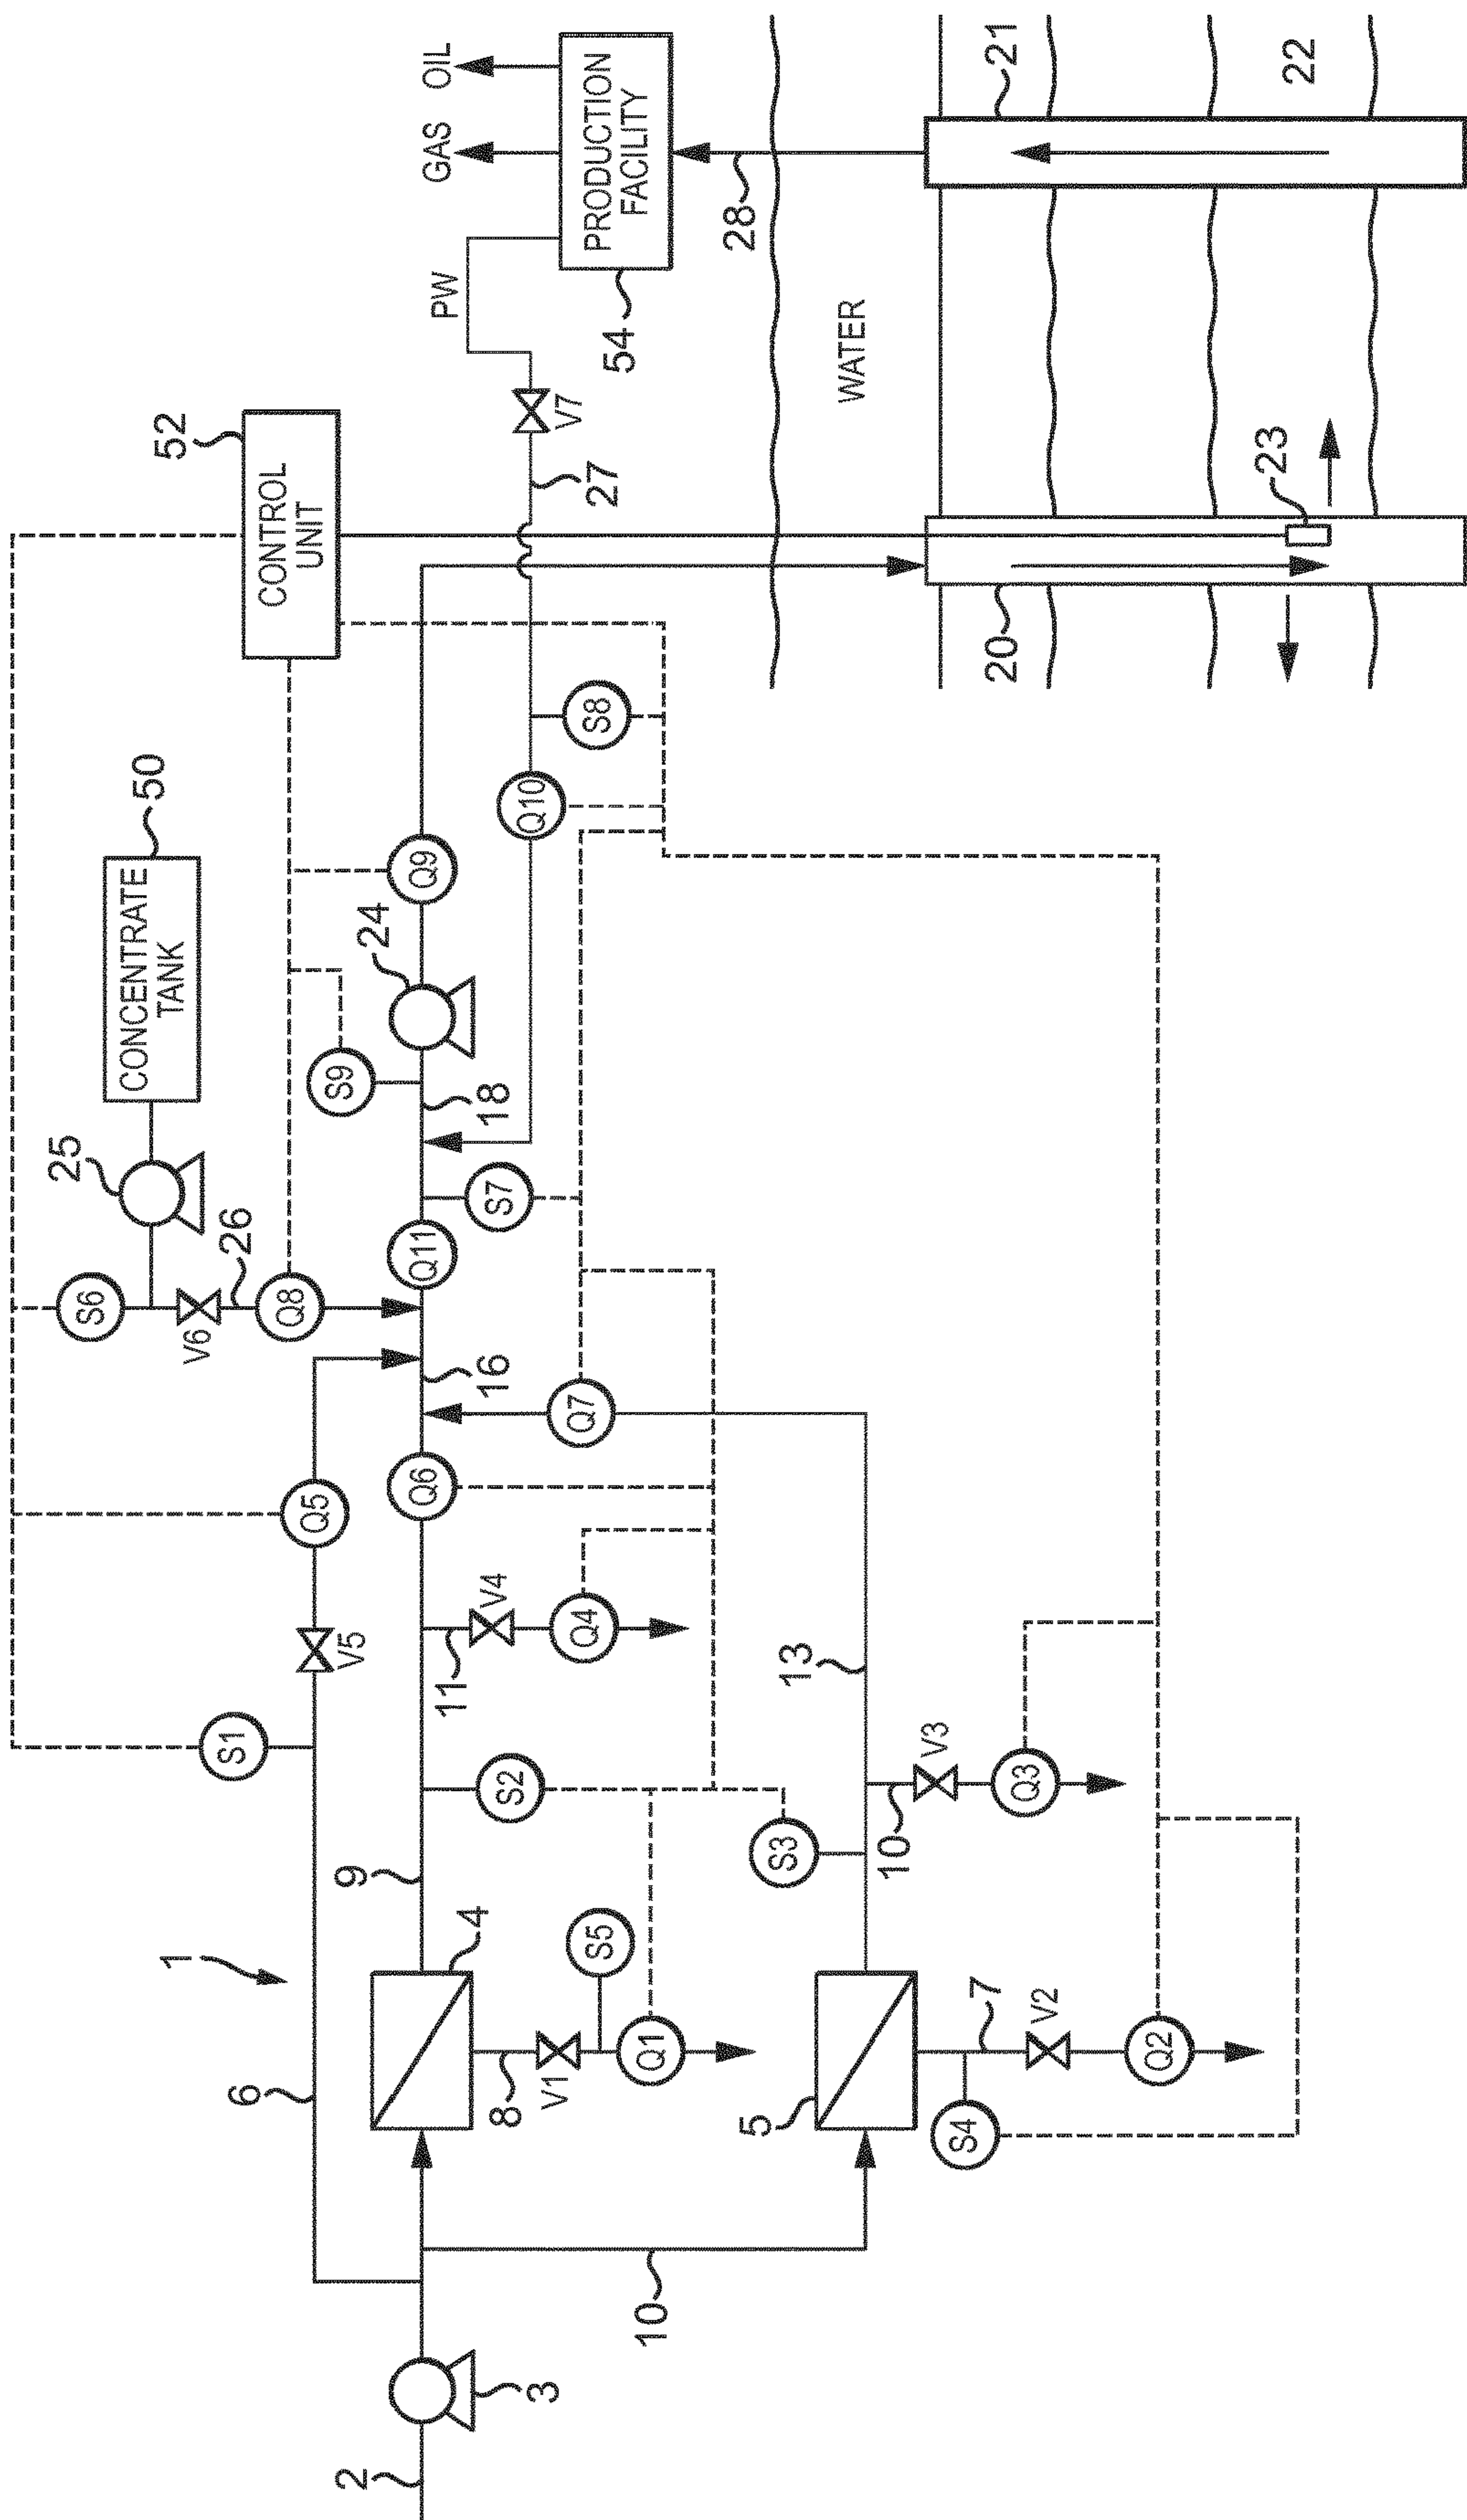 S6
25
CONCENTRATE
TANK
50
52
CONTROL
UNIT
1
S1
V6
26
6
Q5
Q8
S9
V5
24
2
9
Q6
Q11
Q9
GAS
OIL
PW
4
11
16
18
8
S2
V4
S7
Q10
3
V1
V7
S5
Q4
Q7
S8
27
PRODUCTION
FACILITY
54
10
Q1
28
5
S3
13
WATER
10
V3
S4
7
20
21
Q3
V2
Q2
23
22